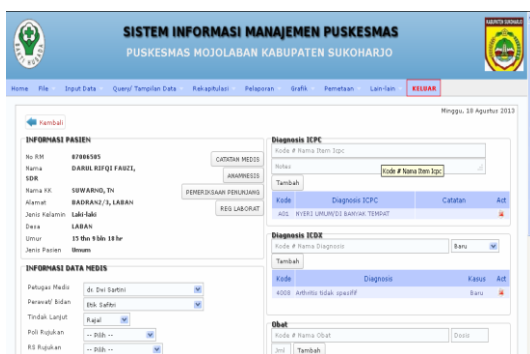 SISTEM INFORMASI MANAJEMEN PUSKESMAS
PUSKESMAS MOJOLABAN KABUPATEN SUKOHARJO
Home File Input Data Query/ Tampilan Data Rekapitulasi Pelaporan Grafik Pemetaan Lain-lain KELUAR
Minggu, 18 Agustus 2013
Kembali
INFORMASI PASIEN
No RM 07006505
Nama DARUL RIFQI FAUZI,
SDR
Nama KK SUWARNO, TN
Alamat BADRAN2/3, LABAN
Jenis Kelamin Laki-laki
Desa LABAN
Umur 15 thn 9 bln 18 hr
Jenis Pasien Umum
CATATAN MEDIS
ANAMNESIS
PEMERIKSAAN PENUNJANG
REG LABORAT
INFORMASI DATA MEDIS
Petugas Medis dr. Dwi Sartini
Perawat/ Bidan Etik Safitri
Tindak Lanjut Rajal
Poli Rujukan -- Pilih --
RS Rujukan -- Pilih --
Diagnosis ICPC
Kode # Nama Item Icpc
Notes
Kode # Nama Item Icpc
Tambah
Kode Diagnosis ICPC Catatan Act
A01 NYERI UMUM/DI BANYAK TEMPAT
Diagnosis ICDX
Kode # Nama Diagnosis Baru
Tambah
Kode Diagnosis Kasus Act
4008 Arthritis tidak spesifif Baru
Obat
Kode # Nama Obat Dosis
Jml Tambah